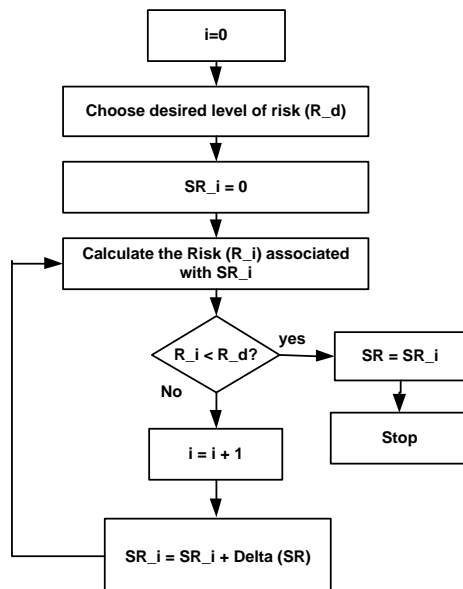 i=0
Choose desired level of risk (R_d)
SR_i = 0
Calculate the Risk (R_i) associated
with SR_i
R_i < R_d?
yes
SR = SR_i
No
Stop
i = i + 1
SR_i = SR_i + Delta (SR)